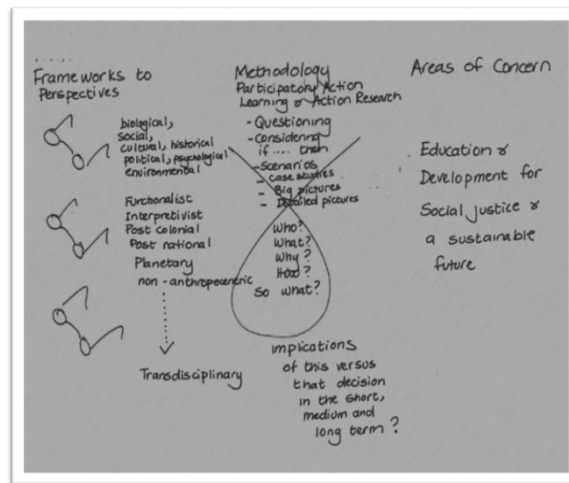 Frameworks to
Perspectives
biological,
social,
cultural, historical
political, psychological
environmental
Functionalist
Interpretivist
Post colonial
Post national
Planetary
non-anthropocentric
Transdisciplinary
Methodology
Participatory Action
Learning & Action Research
- Questioning
- Considering
if .... then
- Scenarios
- case studies
- Big pictures
- Detailed pictures
Who?
What?
Why?
How?
So what?
Implications
of this versus
that decision
in the short,
medium and
long term?
Areas of Concern
Education &
Development for
Social justice &
a sustainable
future